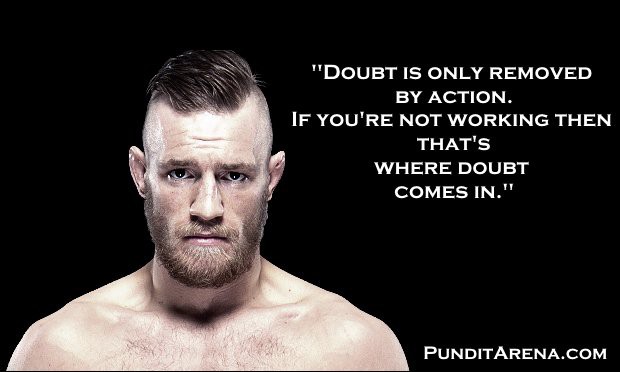 "Doubt is only removed
by action.
If you're not working then
that's
where doubt
comes in."
PunditArena.com